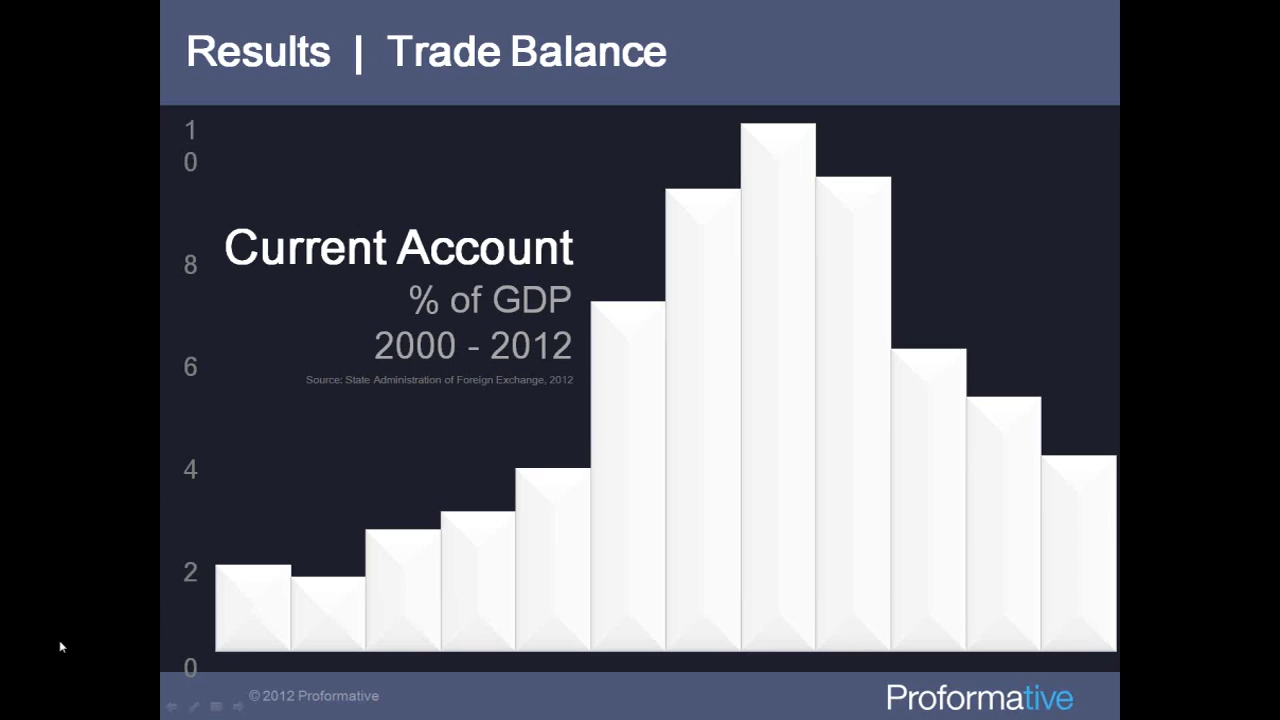 Results | Trade Balance
1
0
8
6
4
2
0
Current Account
% of GDP
2000 - 2012
Source: State Administration of Foreign Exchange, 2012
© 2012 Proformative
Proformative